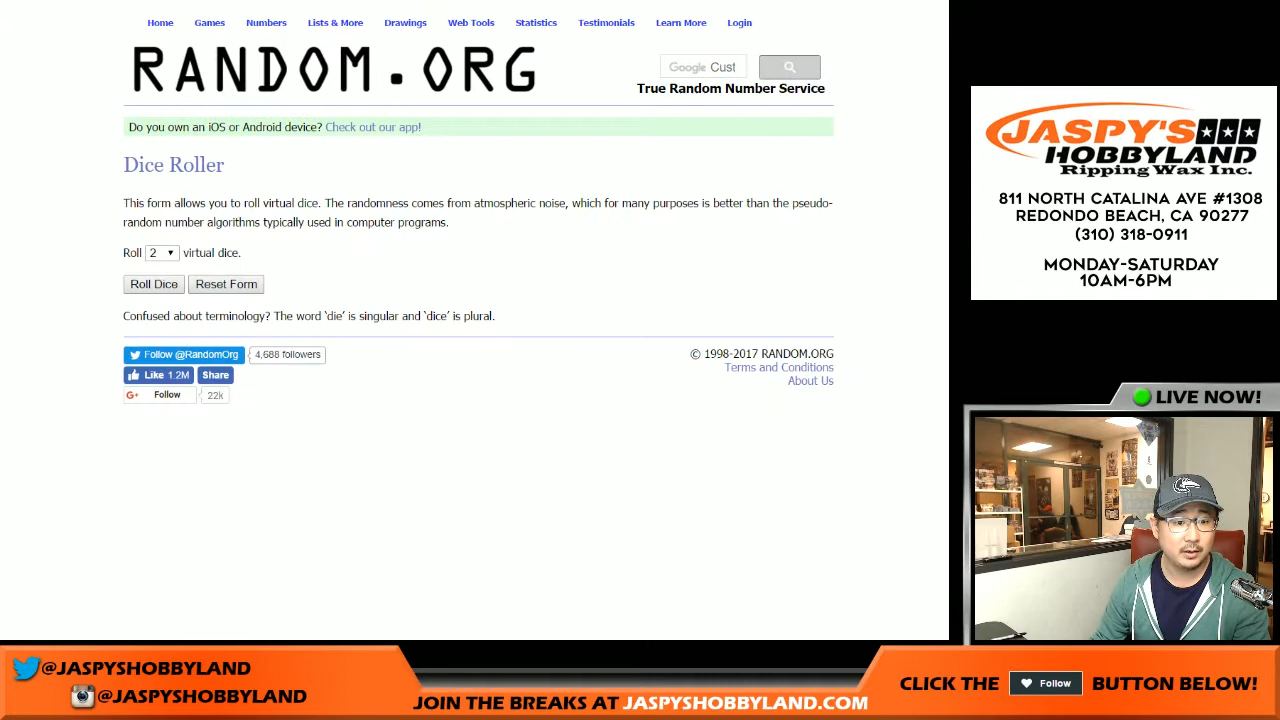 Home Games Numbers Lists & More Drawings Web Tools Statistics Testimonials Learn More Login
RANDOM.ORG
Google Cust
True Random Number Service
Do you own an iOS or Android device? Check out our app!
Dice Roller
This form allows you to roll virtual dice. The randomness comes from atmospheric noise, which for many purposes is better than the pseudo-
random number algorithms typically used in computer programs.
Roll 2 virtual dice.
Roll Dice Reset Form
Confused about terminology? The word ‘die’ is singular and ‘dice’ is plural.
Follow @RandomOrg 4,688 followers
Like 1.2M Share
G+ Follow 22k
© 1998-2017 RANDOM.ORG
Terms and Conditions
About Us
JASPY'S
HOBBYLAND
Ripping Wax Inc.
811 NORTH CATALINA AVE #1308
REDONDO BEACH, CA 90277
(310) 318-0911
MONDAY-SATURDAY
10AM-6PM
LIVE NOW!
@JASPYSHOBBYLAND
@JASPYSHOBBYLAND
JOIN THE BREAKS AT JASPYSHOBBYLAND.COM
CLICK THE Follow BUTTON BELOW!